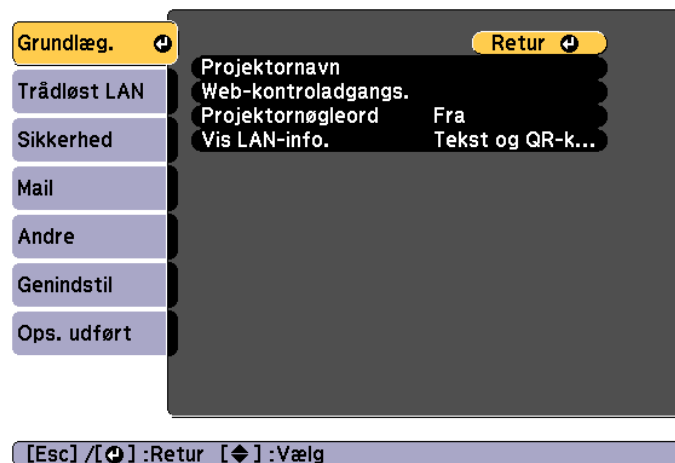 Grundlæg.
Retur
Projektornavn
Trådløst LAN
Web-kontroladgangs.
Projektornøgleord Fra
Vis LAN-info. Tekst og QR-k...
Sikkerhed
Mail
Andre
Genindstil
Ops. udført
[Esc] /[ ] :Retur [ ] :Vælg